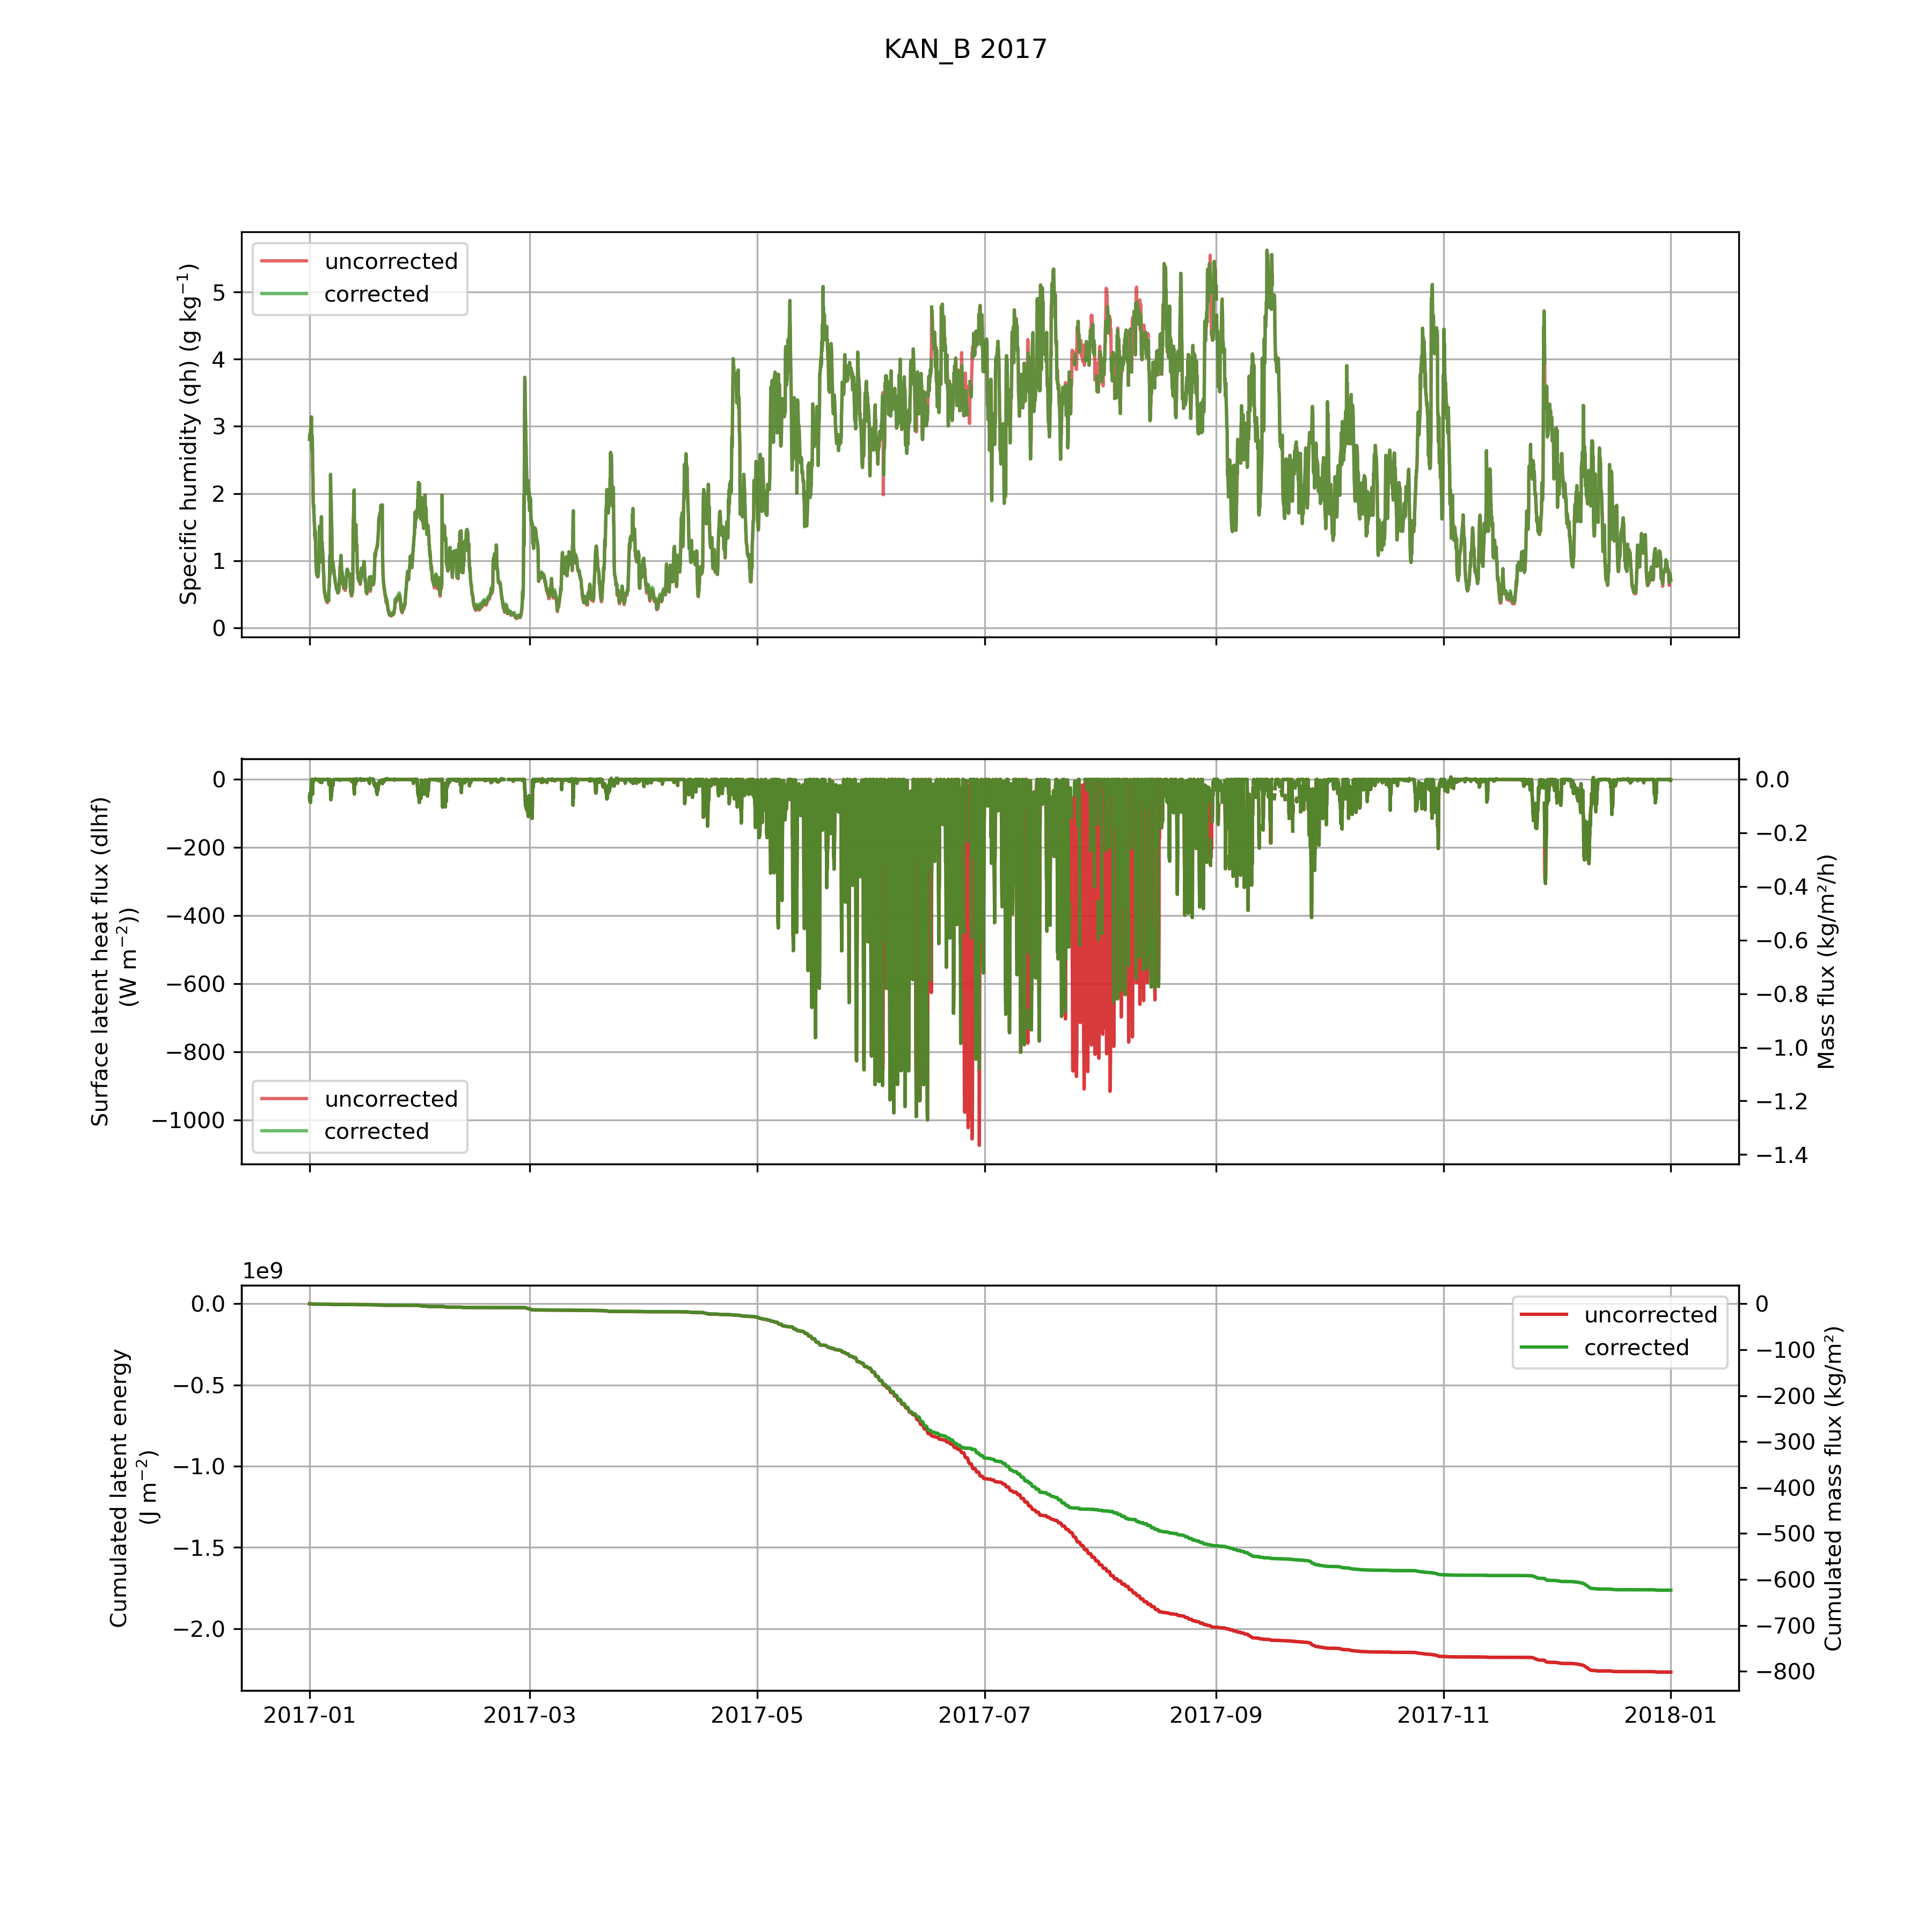 KAN_B 2017
Specific humidity (qh) (g kg⁻¹)
5
4
3
2
1
0
uncorrected
corrected
Surface latent heat flux (dlhf)
(W m⁻²))
0
−200
−400
−600
−800
−1000
uncorrected
corrected
0.0
−0.2
−0.4
−0.6
−0.8
−1.0
−1.2
−1.4
Mass flux (kg/m²/h)
1e9
Cumulated latent energy
(J m⁻²)
0.0
−0.5
−1.0
−1.5
−2.0
uncorrected
corrected
0
−100
−200
−300
−400
−500
−600
−700
−800
Cumulated mass flux (kg/m²)
2017-01 2017-03 2017-05 2017-07 2017-09 2017-11 2018-01